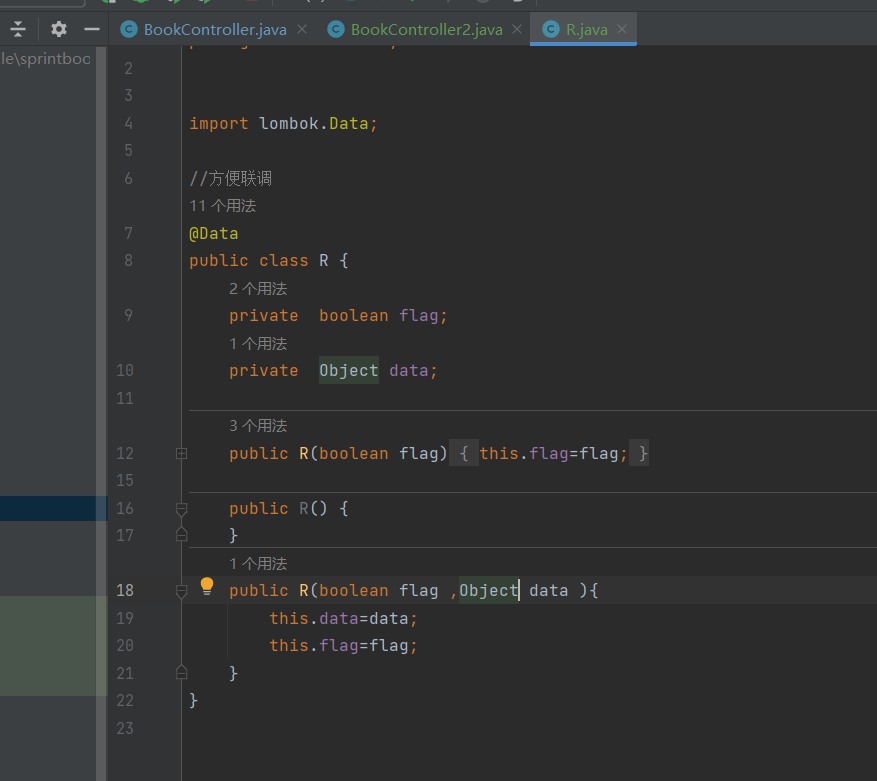 BookController.java BookController2.java R.java
le\sprintboo
2
3
4 import lombok.Data;
5
6 //方便联调
11 个用法
7 @Data
8 public class R {
2 个用法
9 private  boolean flag;
1 个用法
10 private  Object data;
11
3 个用法
12 public R(boolean flag) { this.flag=flag; }
15
16 public R() {
17 }
1 个用法
18 public R(boolean flag ,Object data ){
19 this.data=data;
20 this.flag=flag;
21 }
22 }
23